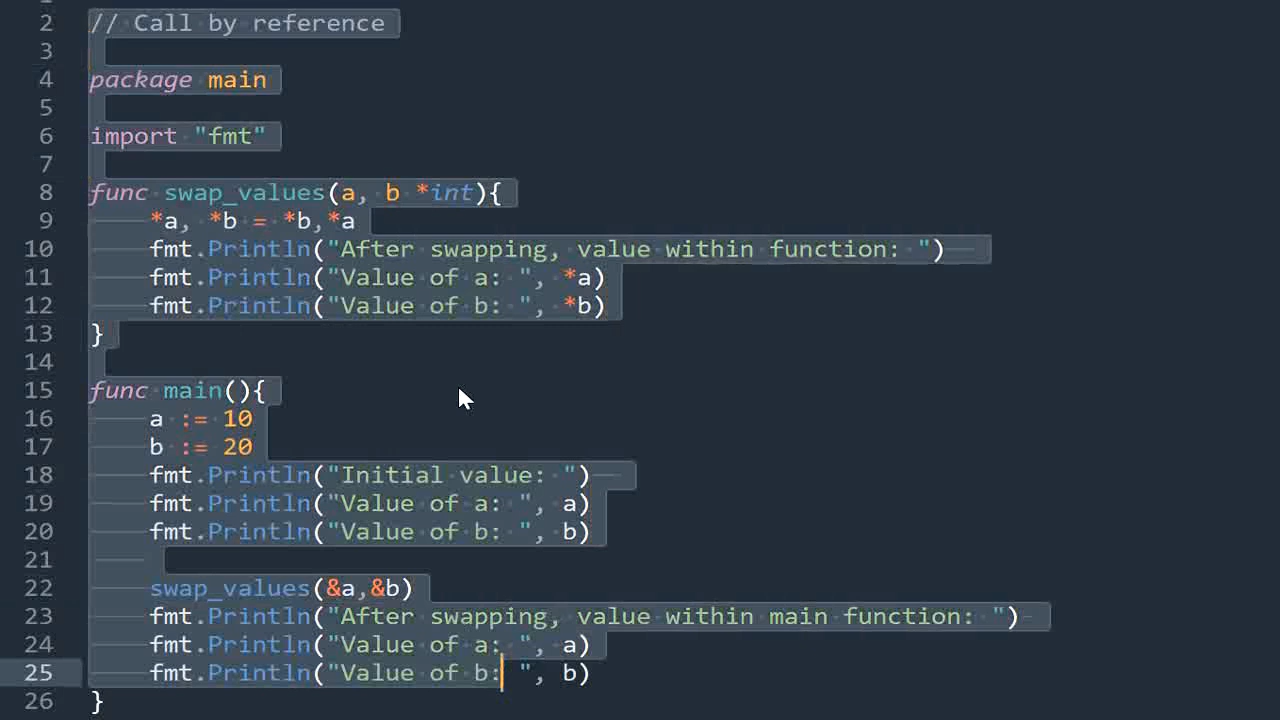 1
2 // Call by reference
3
4 package main
5
6 import "fmt"
7
8 func swap_values(a, b *int){
9 *a, *b = *b,*a
10 fmt.Println("After swapping, value within function: ")
11 fmt.Println("Value of a: ", *a)
12 fmt.Println("Value of b: ", *b)
13 }
14
15 func main(){
16 a := 10
17 b := 20
18 fmt.Println("Initial value: ")
19 fmt.Println("Value of a: ", a)
20 fmt.Println("Value of b: ", b)
21
22 swap_values(&a,&b)
23 fmt.Println("After swapping, value within main function: ")
24 fmt.Println("Value of a: ", a)
25 fmt.Println("Value of b: ", b)
26 }